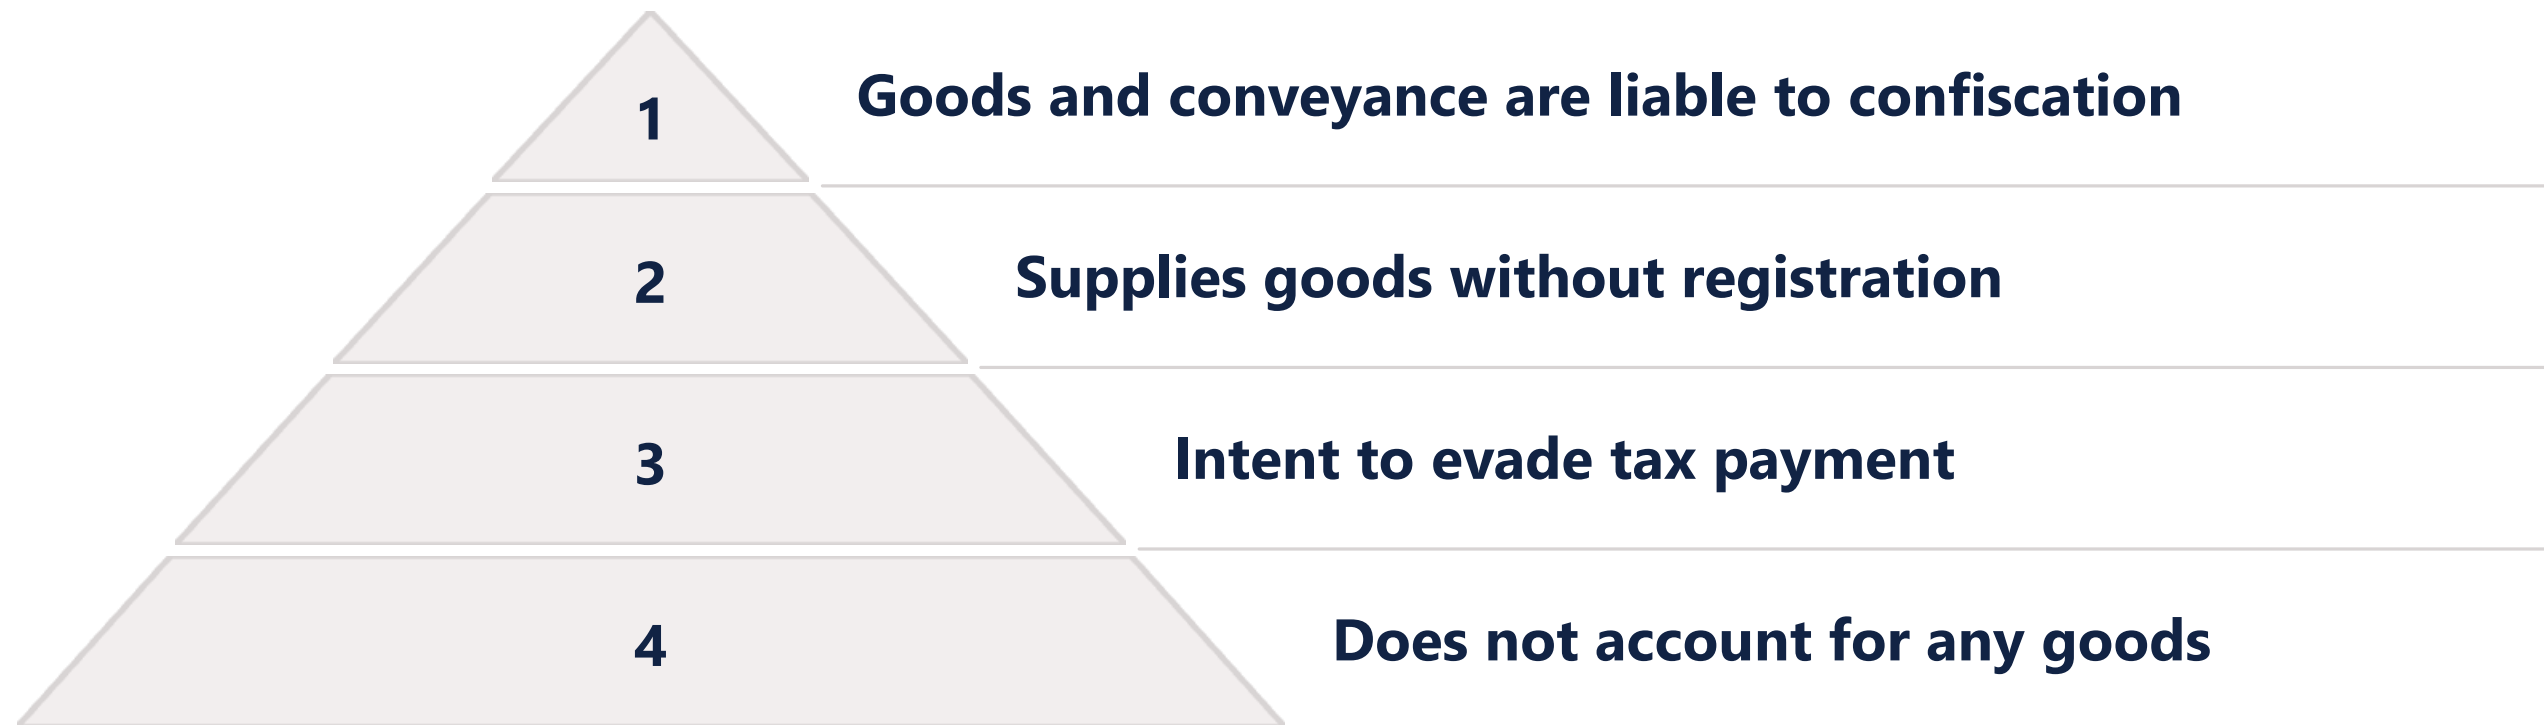 1
Goods and conveyance are liable to confiscation
2
Supplies goods without registration
3
Intent to evade tax payment
4
Does not account for any goods